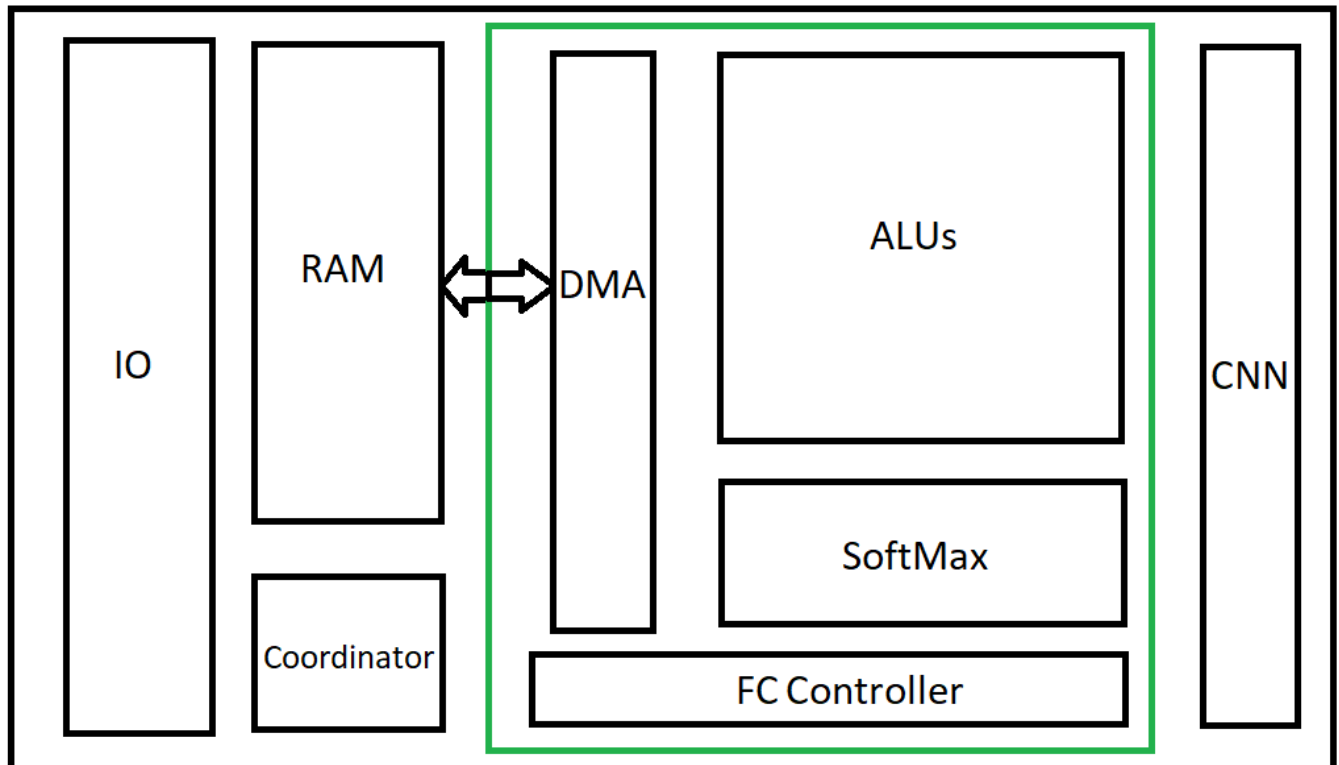 IO
RAM
Coordinator
DMA
ALUs
SoftMax
FC Controller
CNN